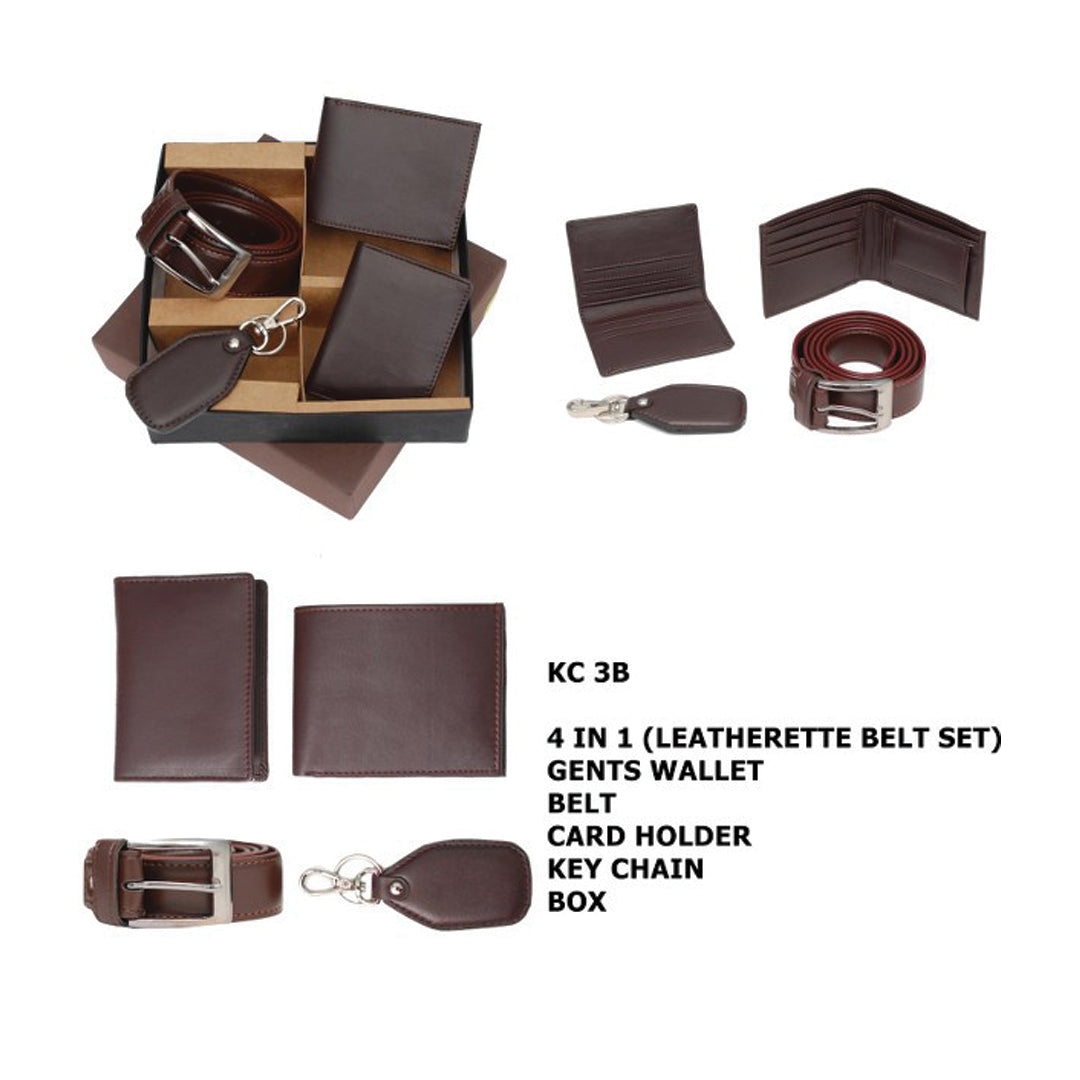 KC 3B
4 IN 1 (LEATHERETTE BELT SET)
GENTS WALLET
BELT
CARD HOLDER
KEY CHAIN
BOX